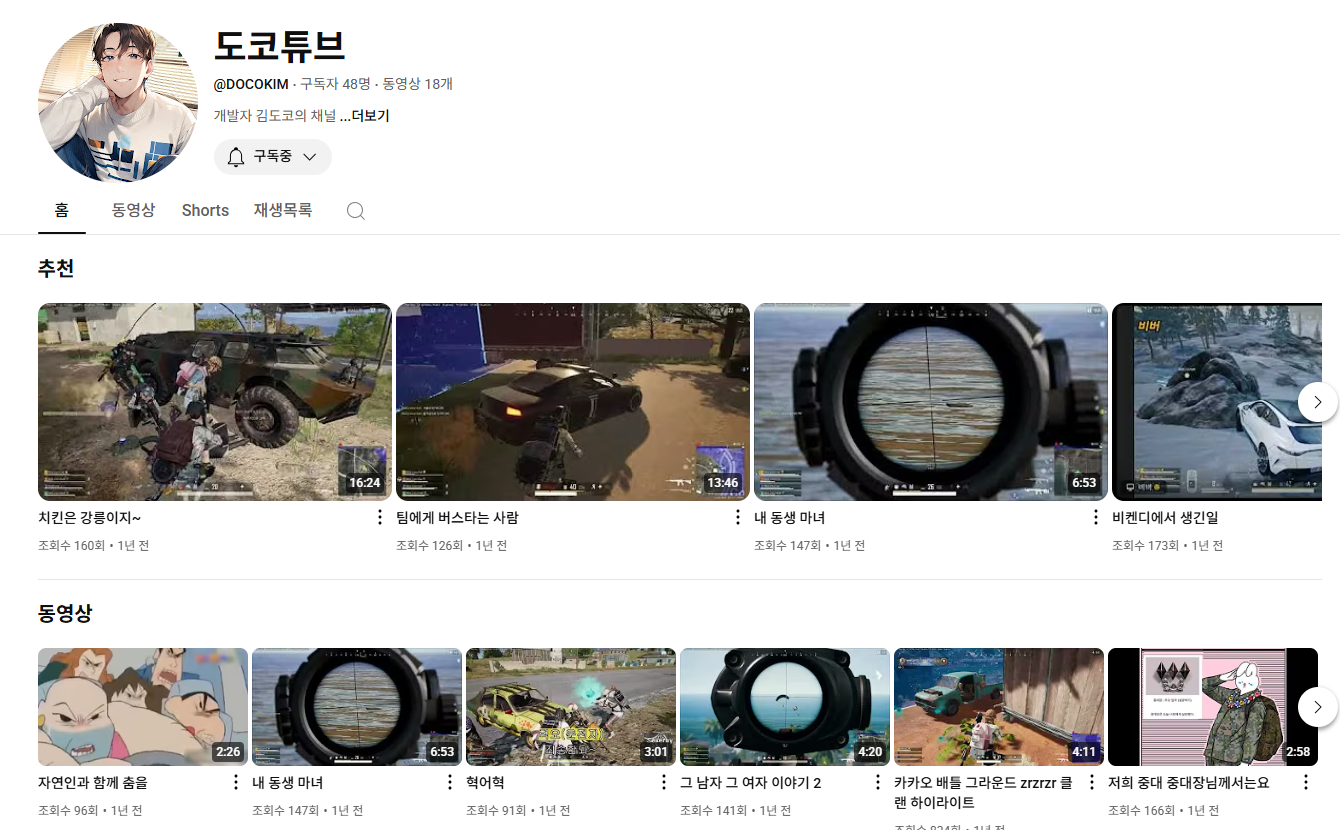 도코튜브
@DOCOKIM · 구독자 48명 · 동영상 18개
개발자 김도코의 채널 ...더보기
구독중
홈 동영상 Shorts 재생목록
추천
비버
16:24 13:46 6:53
치킨은 강릉이지~ 팀에게 버스타는 사람 내 동생 마녀 비켄디에서 생긴일
조회수 160회 • 1년 전 조회수 126회 • 1년 전 조회수 147회 • 1년 전 조회수 173회 • 1년 전
동영상
2:26 6:53 3:01 4:20 4:11 2:58
자연인과 함께 춤을 내 동생 마녀 혁어혁 그 남자 그 여자 이야기 2 카카오 배틀 그라운드 zrzrzr 클 저희 중대 중대장님께서는요
랜 하이라이트
조회수 96회 • 1년 전 조회수 147회 • 1년 전 조회수 91회 • 1년 전 조회수 141회 • 1년 전 조회수 166회 • 1년 전